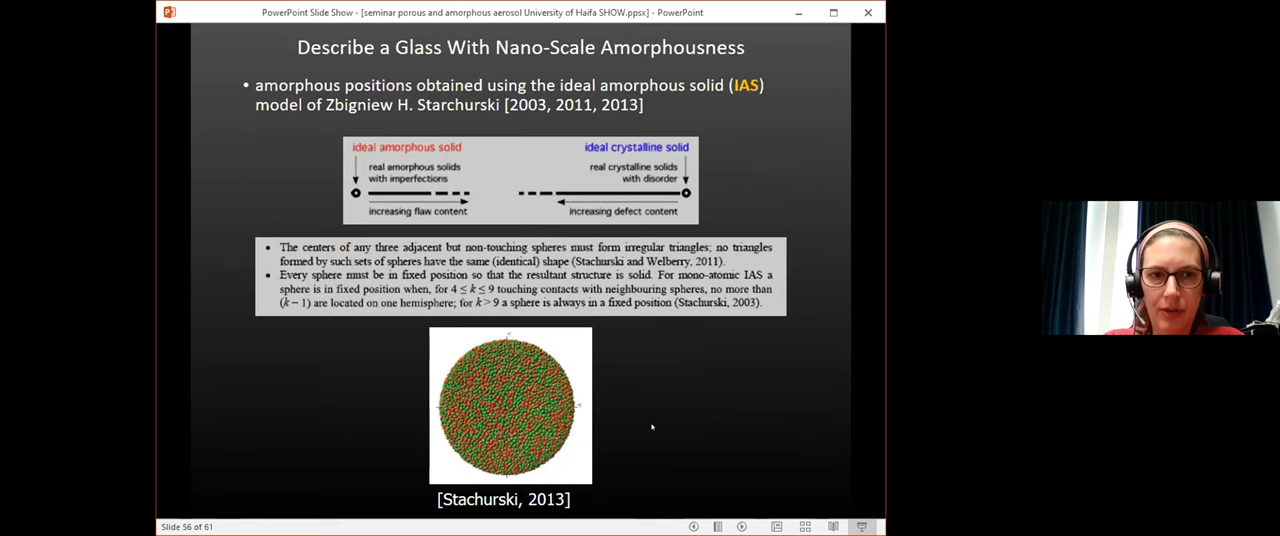 PowerPoint Slide Show - [seminar porous and amorphous aerosol University of Haifa SHOW.ppsx] - PowerPoint
Describe a Glass With Nano-Scale Amorphousness
• amorphous positions obtained using the ideal amorphous solid (IAS)
model of Zbigniew H. Starchurski [2003, 2011, 2013]
ideal amorphous solid
ideal crystalline solid
real amorphous solids
with imperfections
real crystalline solids
with disorder
increasing flaw content
increasing defect content
• The centers of any three adjacent but non-touching spheres must form irregular triangles; no triangles
formed by such sets of spheres have the same (identical) shape (Stachurski and Welberry, 2011).
• Every sphere must be in fixed position so that the resultant structure is solid. For mono-atomic IAS a
sphere is in fixed position when, for 4 ≤ k ≤ 9 touching contacts with neighbouring spheres, no more than
(k − 1) are located on one hemisphere; for k > 9 a sphere is always in a fixed position (Stachurski, 2003).
[Stachurski, 2013]
Slide 56 of 61